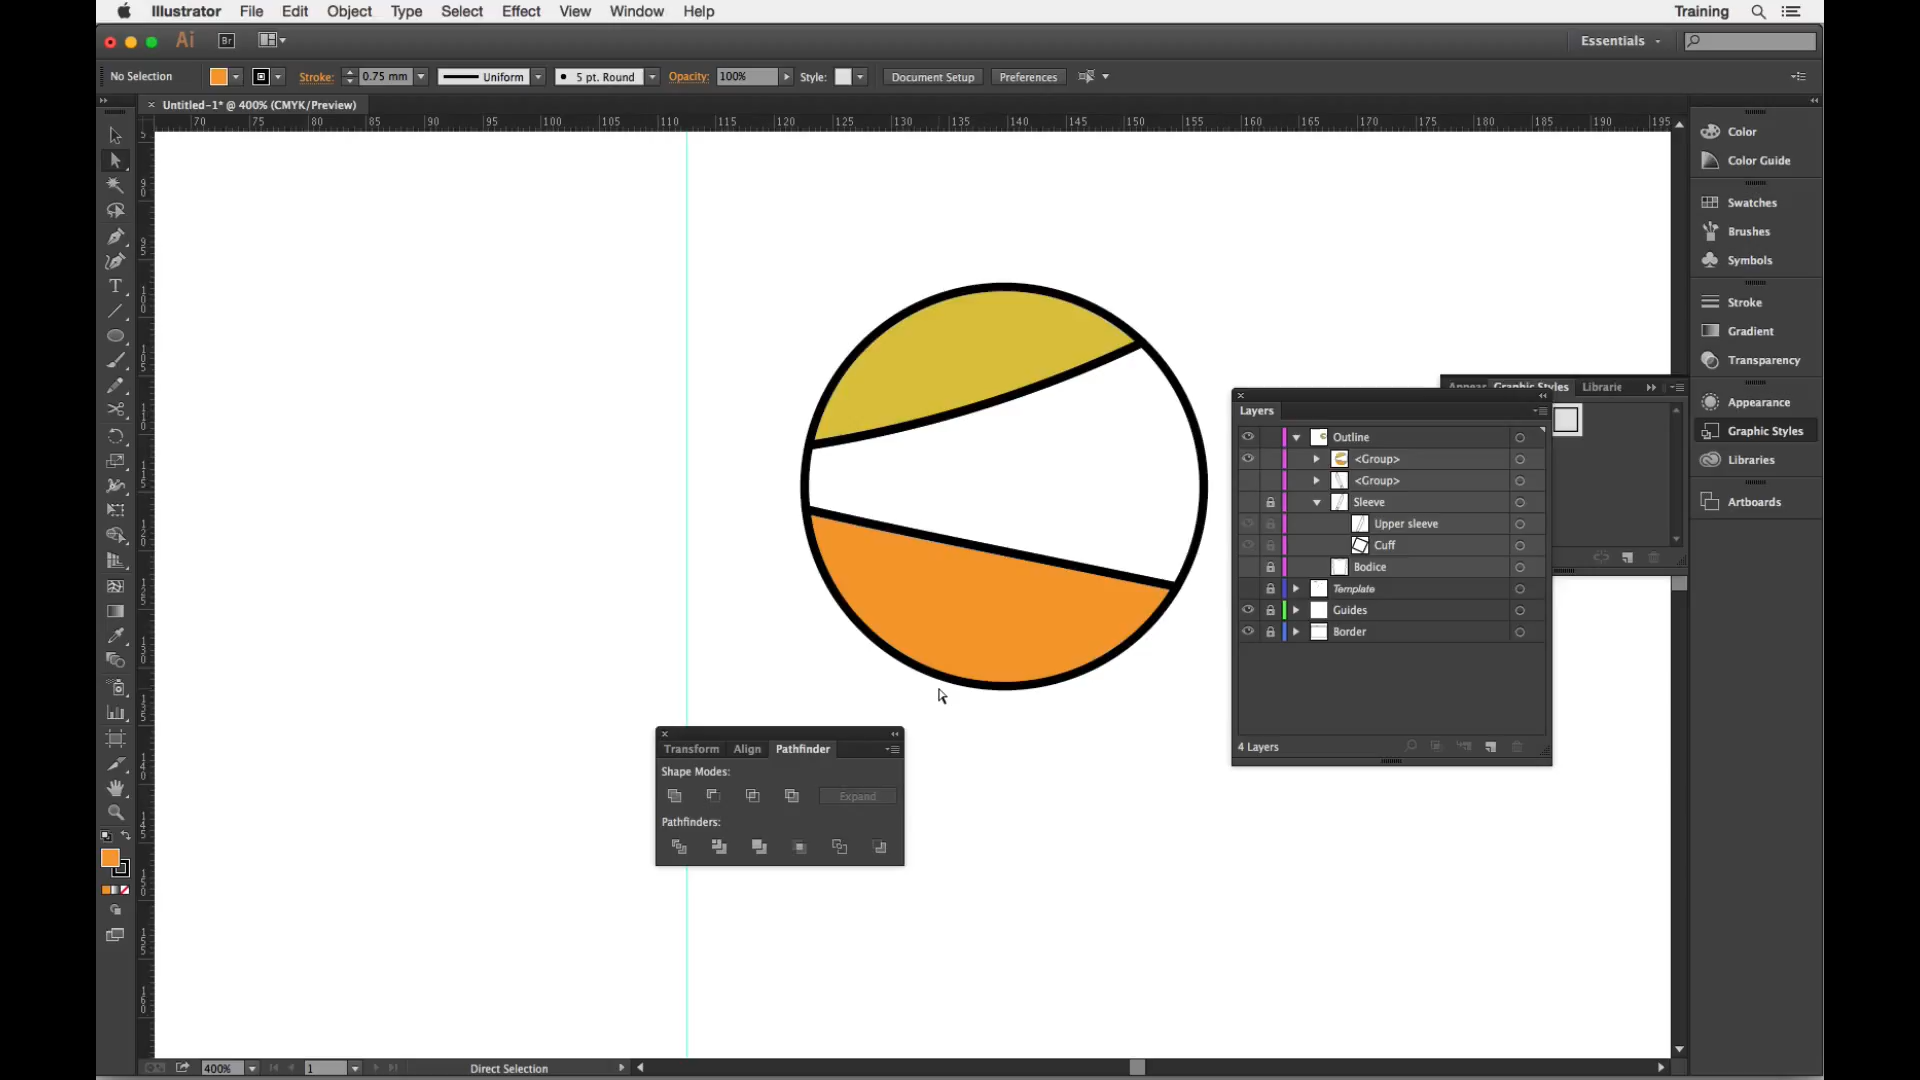 Illustrator File Edit Object Type Select Effect View Window Help Training
Ai Br Essentials
No Selection Stroke: 0.75 mm Uniform 5 pt. Round Opacity: 100% Style: Document Setup Preferences
Untitled-1* @ 400% (CMYK/Preview)
70 75 80 85 90 95 100 105 110 115 120 125 130 135 140 145 150 155 160 165 170 175 180 185 190 195
Color
Color Guide
Swatches
Brushes
Symbols
Stroke
Gradient
Transparency
Appearance
Graphic Styles
Libraries
Artboards
Appear Graphic Styles Librarie
Layers
Outline
<Group>
<Group>
Sleeve
Upper sleeve
Cuff
Bodice
Template
Guides
Border
4 Layers
Transform Align Pathfinder
Shape Modes:
Expand
Pathfinders:
400% 1 Direct Selection